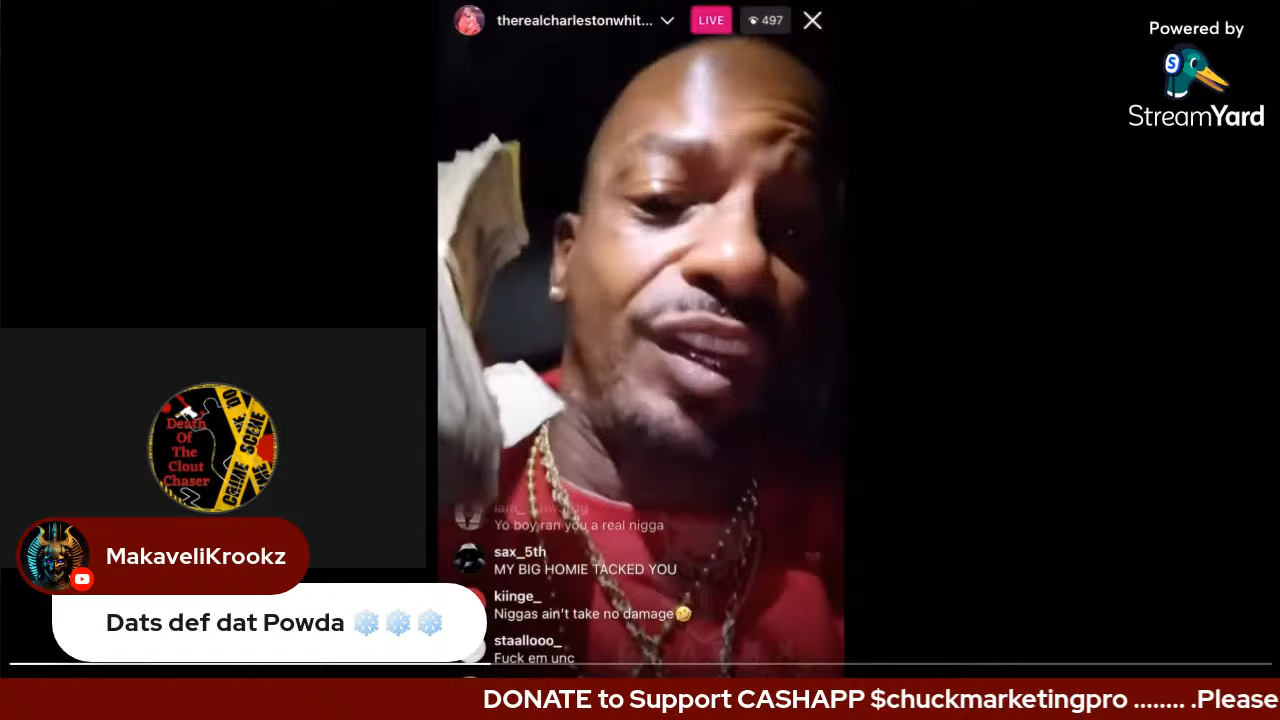 therealcharlestonwhit...
LIVE
497
Powered by
S
StreamYard
Death
Of
The
Clout
Chaser
MakaveliKrookz
Dats def dat Powda ❄️❄️❄️
Yo boy ran you a real nigga
sax_5th
MY BIG HOMIE TACKED YOU
kiinge_
Niggas ain't take no damage🤣
staallooo_
Fuck em unc
DONATE to Support CASHAPP $chuckmarketingpro ........ .Please